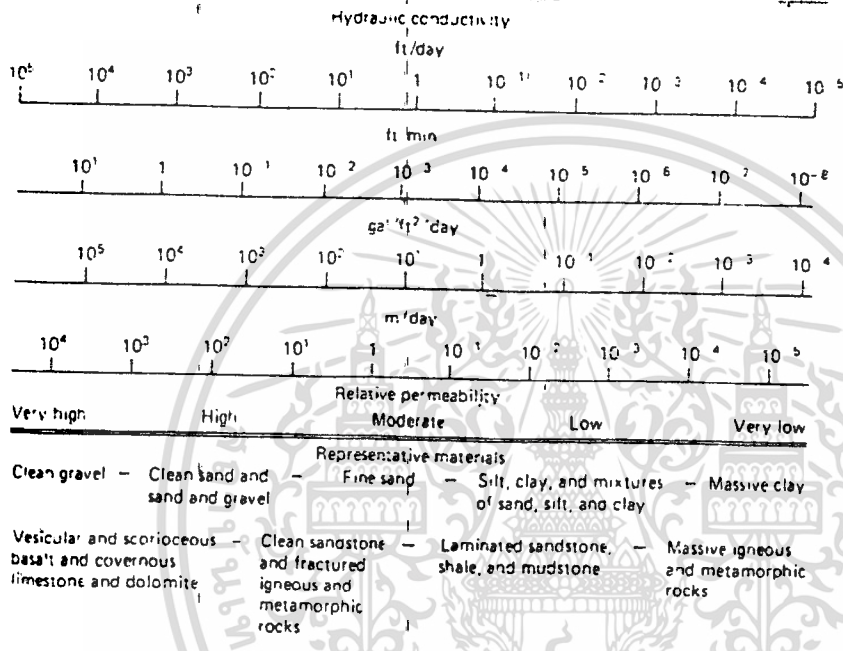 Hydraulic conductivity
ft/day
10⁵ 10⁴ 10³ 10² 10¹ 1 10⁻¹ 10⁻² 10⁻³ 10⁻⁴ 10⁻⁵
ft/min
10¹ 1 10⁻¹ 10⁻² 10⁻³ 10⁻⁴ 10⁻⁵ 10⁻⁶ 10⁻⁷ 10⁻⁸
gal/ft²/day
10⁵ 10⁴ 10³ 10² 10¹ 1 10⁻¹ 10⁻² 10⁻³ 10⁻⁴
m/day
10⁴ 10³ 10² 10¹ 1 10⁻¹ 10⁻² 10⁻³ 10⁻⁴ 10⁻⁵
Relative permeability
Very high High Moderate Low Very low
Representative materials
Clean gravel – Clean sand and – Fine sand – Silt, clay, and mixtures – Massive clay
sand and gravel of sand, silt, and clay
Vesicular and scorioceous – Clean sandstone – Laminated sandstone, – Massive igneous
basalt and covernous and fractured shale, and mudstone and metamorphic
limestone and dolomite igneous and rocks
metamorphic
rocks